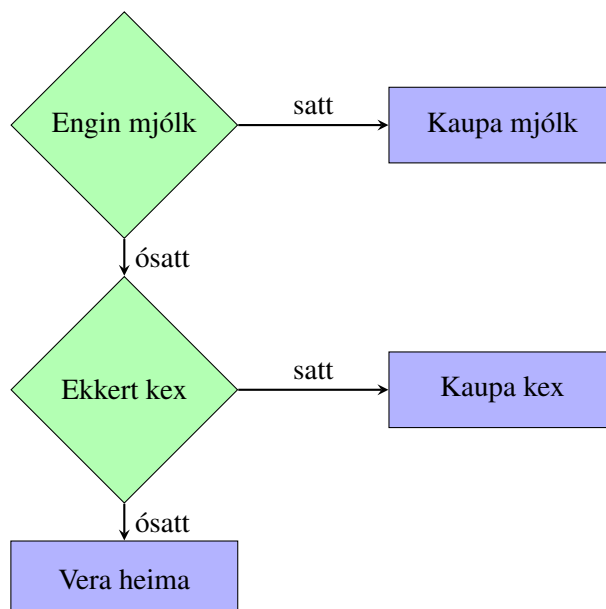 Engin mjólk
satt
Kaupa mjólk
ósatt
Ekkert kex
satt
Kaupa kex
ósatt
Vera heima